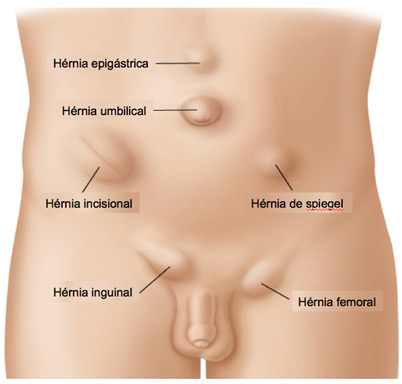 Hérnia epigástrica
Hérnia umbilical
Hérnia incisional
Hérnia de spiegel
Hérnia inguinal
Hérnia femoral